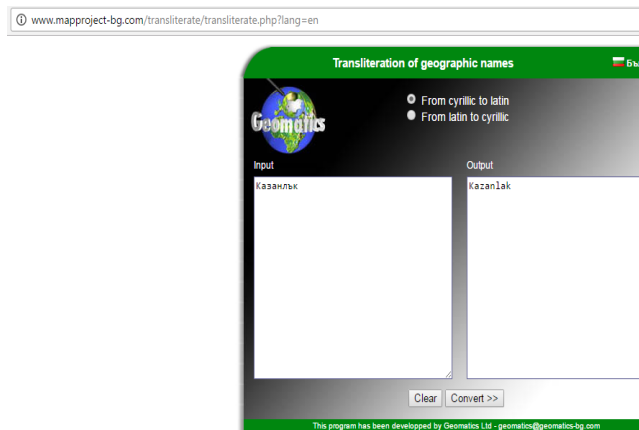 www.mapproject-bg.com/transliterate/transliterate.php?lang=en
Transliteration of geographic names
Geomatics
From cyrillic to latin
From latin to cyrillic
Input Output
Казанлък Kazanlak
Clear Convert >>
This program has been developped by Geomatics Ltd - geomatics@geomatics-bg.com